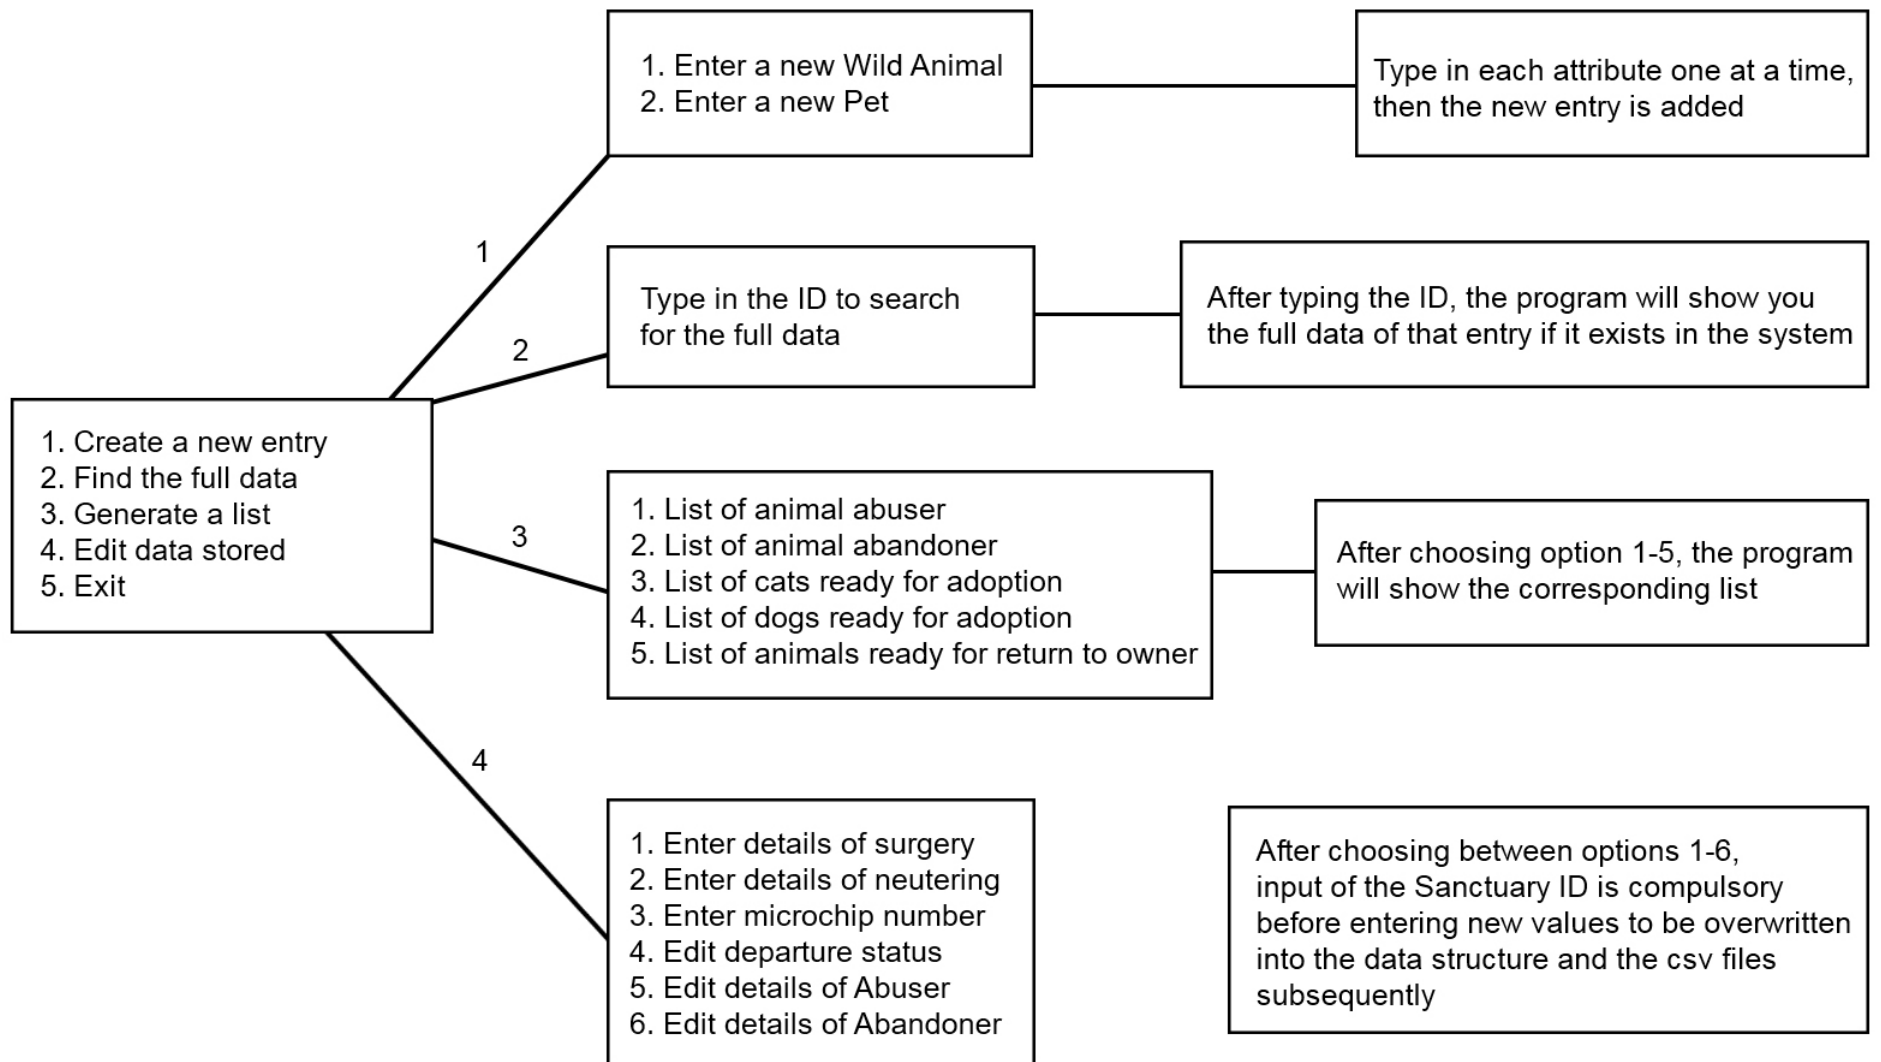 1. Enter a new Wild Animal
2. Enter a new Pet
Type in each attribute one at a time,
then the new entry is added
1
Type in the ID to search
for the full data
After typing the ID, the program will show you
the full data of that entry if it exists in the system
2
1. Create a new entry
2. Find the full data
3. Generate a list
4. Edit data stored
5. Exit
3
1. List of animal abuser
2. List of animal abandoner
3. List of cats ready for adoption
4. List of dogs ready for adoption
5. List of animals ready for return to owner
After choosing option 1-5, the program
will show the corresponding list
4
1. Enter details of surgery
2. Enter details of neutering
3. Enter microchip number
4. Edit departure status
5. Edit details of Abuser
6. Edit details of Abandoner
After choosing between options 1-6,
input of the Sanctuary ID is compulsory
before entering new values to be overwritten
into the data structure and the csv files
subsequently